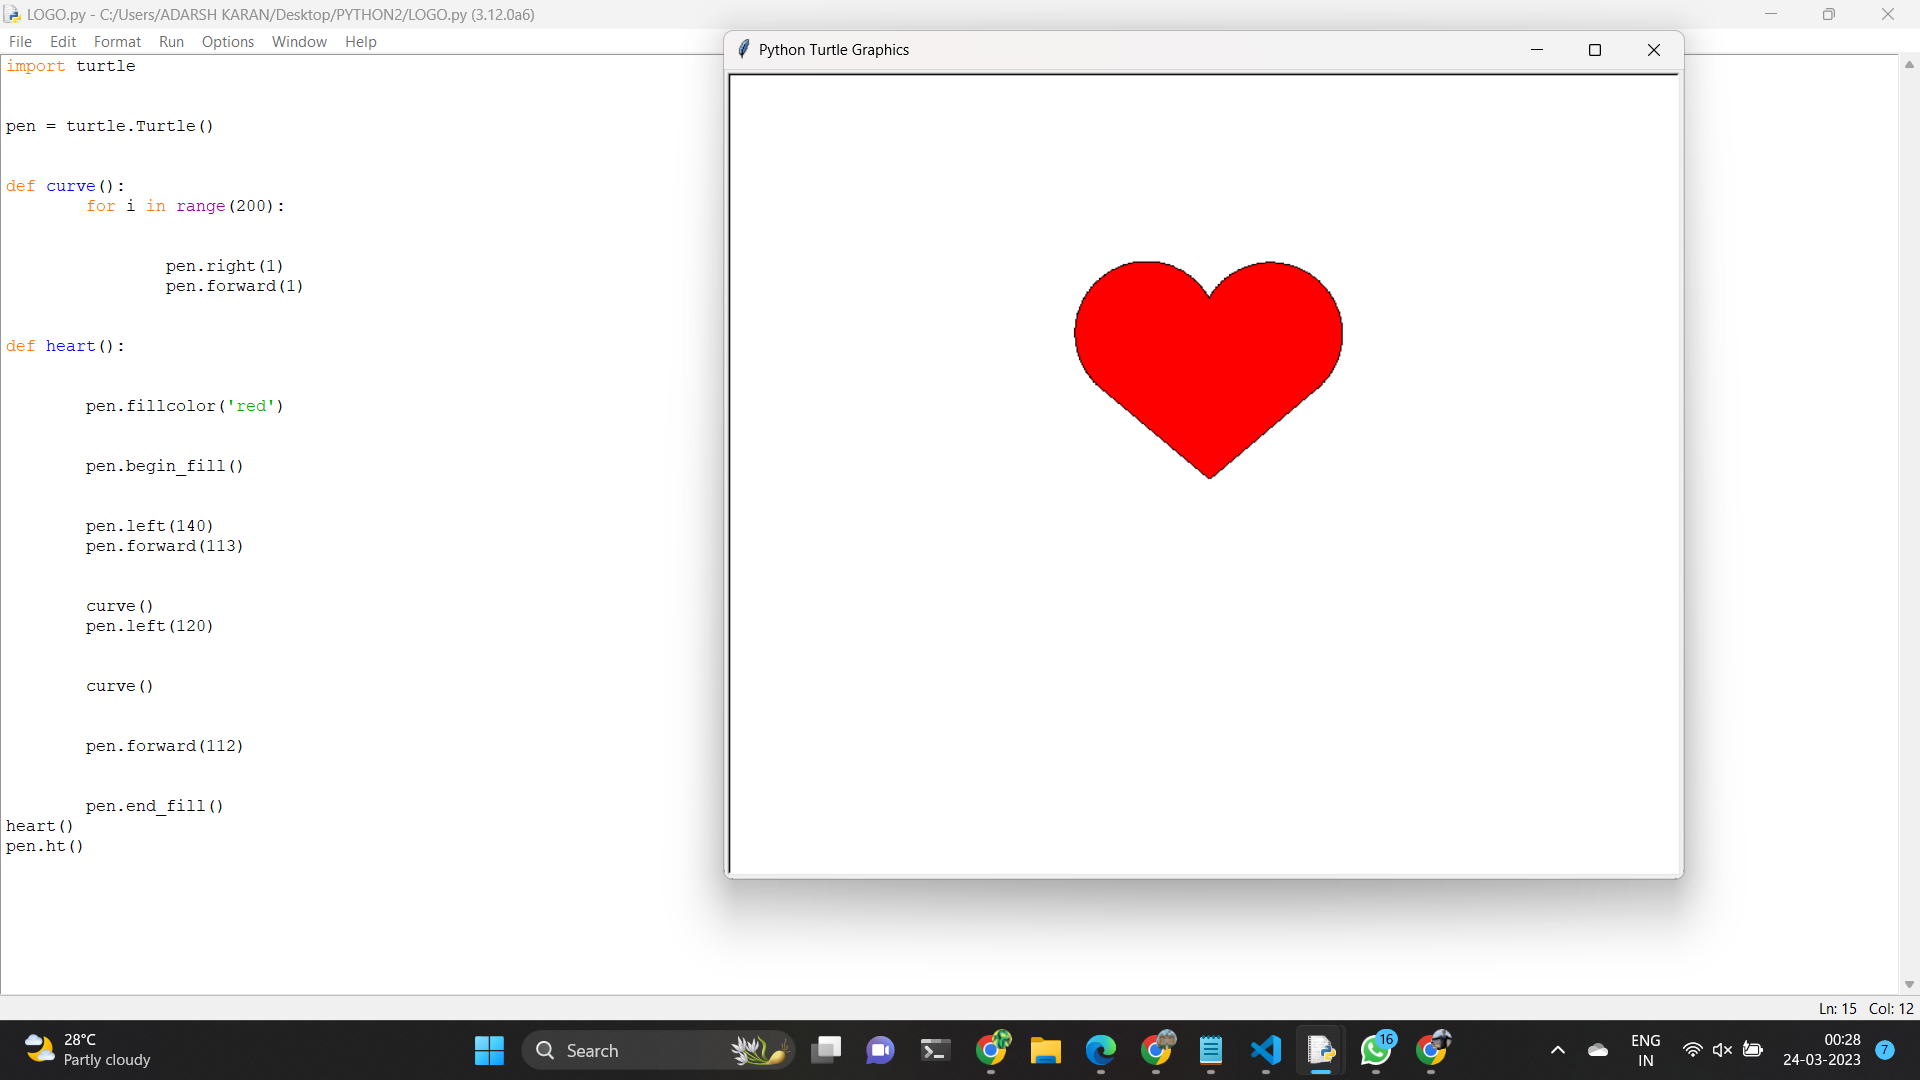 LOGO.py - C:/Users/ADARSH KARAN/Desktop/PYTHON2/LOGO.py (3.12.0a6)
File Edit Format Run Options Window Help
import turtle
pen = turtle.Turtle()
def curve():
        for i in range(200):
                pen.right(1)
                pen.forward(1)
def heart():
        pen.fillcolor('red')
        pen.begin_fill()
        pen.left(140)
        pen.forward(113)
        curve()
        pen.left(120)
        curve()
        pen.forward(112)
        pen.end_fill()
heart()
pen.ht()
Python Turtle Graphics
Ln: 15 Col: 12
28°C
Partly cloudy
Search
16
ENG
IN
00:28
24-03-2023
7